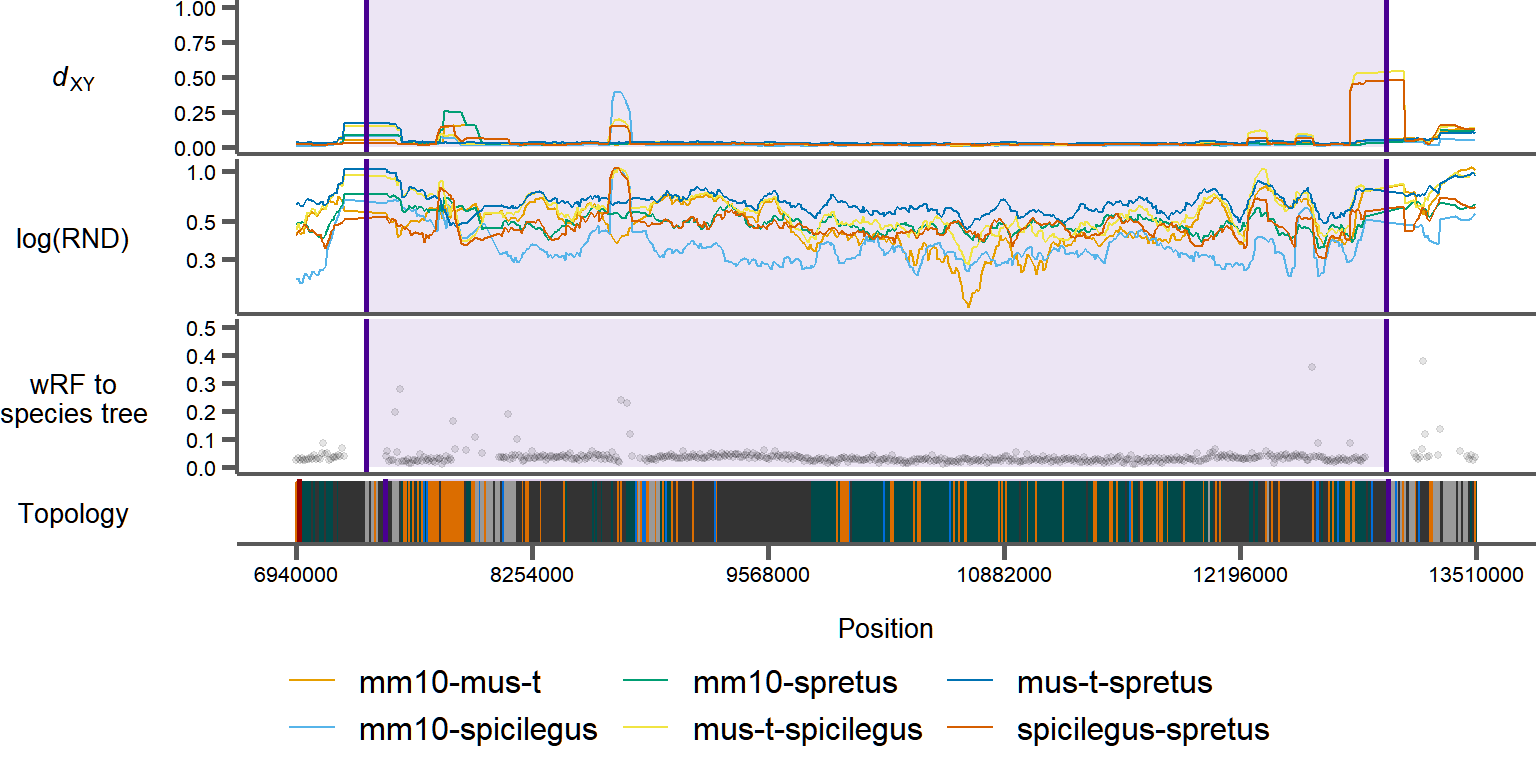 1.00
0.75
dXY
0.50
0.25
0.00
1.0
0.5
log(RND)
0.3
0.5
0.4
wRF to
species tree
0.3
0.2
0.1
0.0
Topology
6940000 8254000 9568000 10882000 12196000 13510000
Position
mm10-mus-t mm10-spretus mus-t-spretus
mm10-spicilegus mus-t-spicilegus spicilegus-spretus